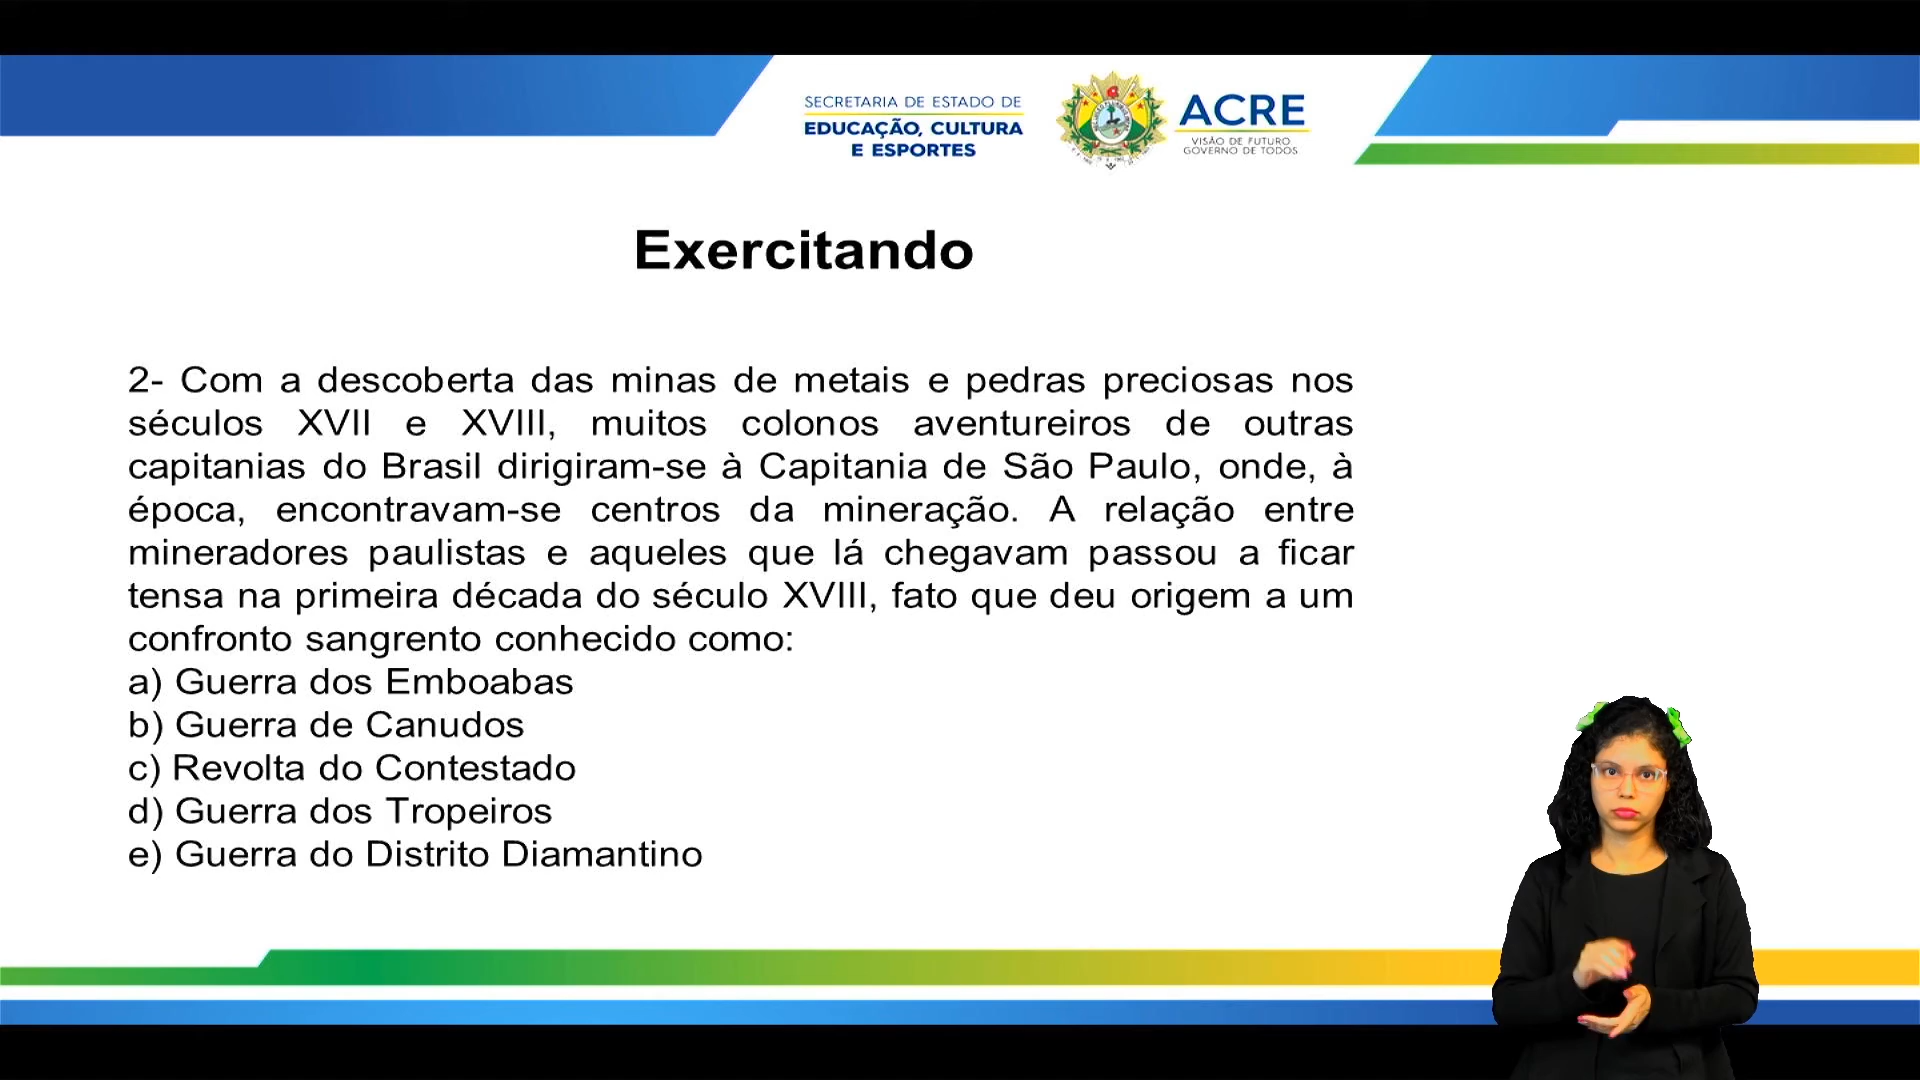 SECRETARIA DE ESTADO DE
EDUCAÇÃO, CULTURA
E ESPORTES
ACRE
VISÃO DE FUTURO
GOVERNO DE TODOS
Exercitando
2- Com a descoberta das minas de metais e pedras preciosas nos
séculos XVII e XVIII, muitos colonos aventureiros de outras
capitanias do Brasil dirigiram-se à Capitania de São Paulo, onde, à
época, encontravam-se centros da mineração. A relação entre
mineradores paulistas e aqueles que lá chegavam passou a ficar
tensa na primeira década do século XVIII, fato que deu origem a um
confronto sangrento conhecido como:
a) Guerra dos Emboabas
b) Guerra de Canudos
c) Revolta do Contestado
d) Guerra dos Tropeiros
e) Guerra do Distrito Diamantino